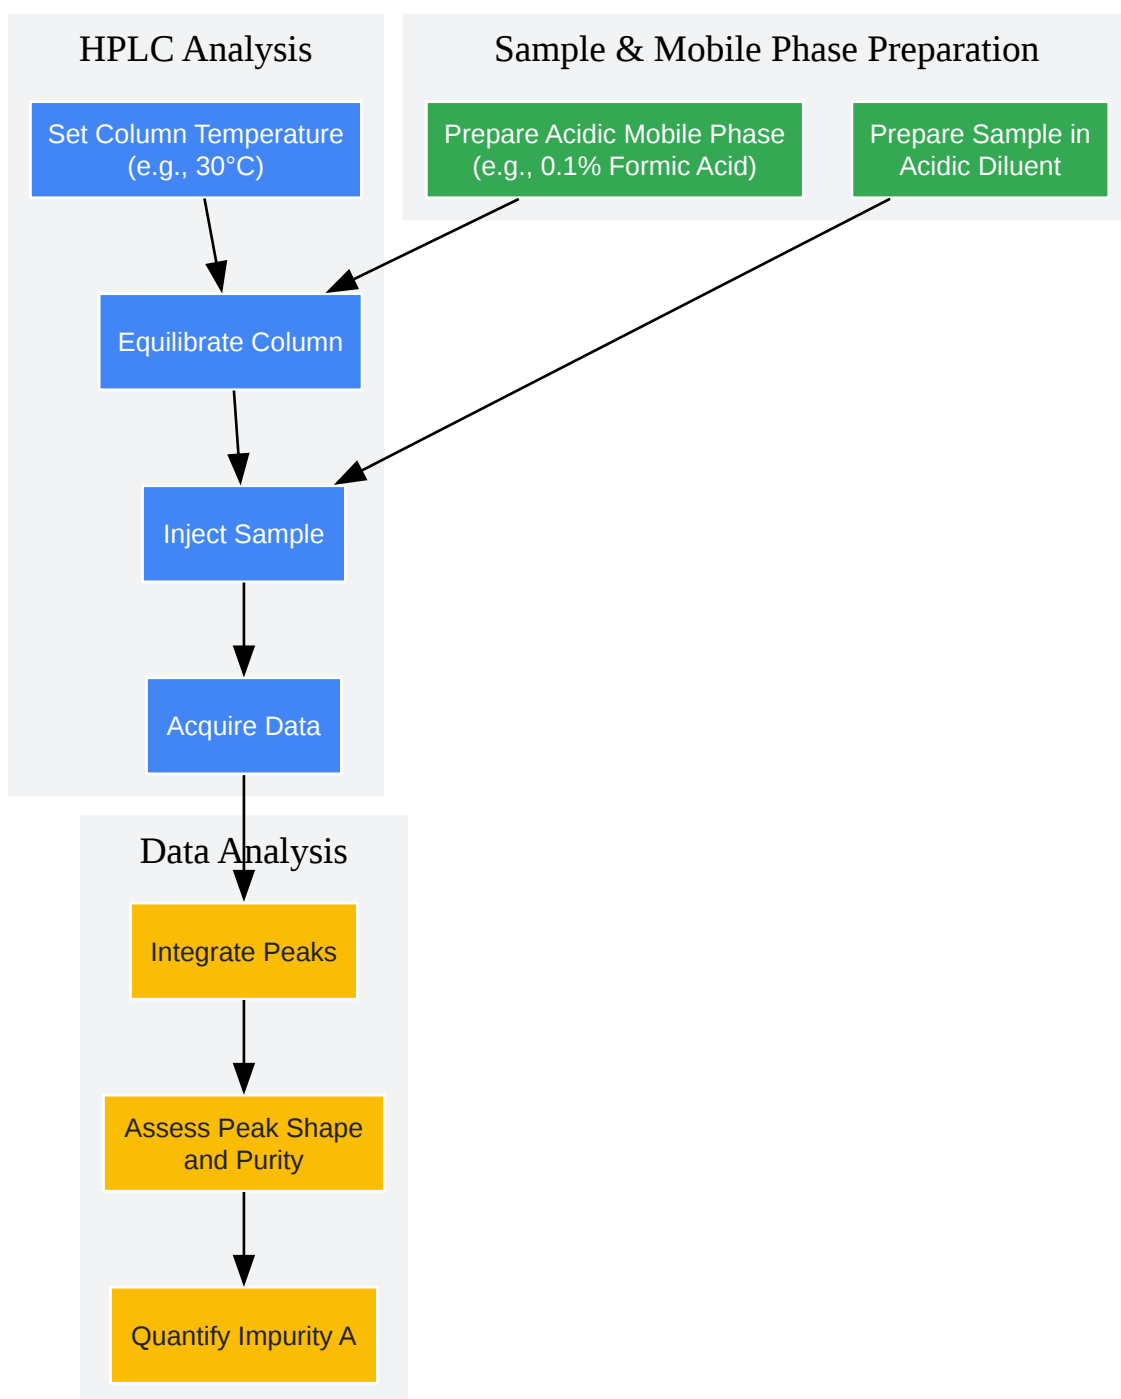 HPLC Analysis
Sample & Mobile Phase Preparation
Set Column Temperature
(e.g., 30°C)
Prepare Acidic Mobile Phase
(e.g., 0.1% Formic Acid)
Prepare Sample in
Acidic Diluent
Equilibrate Column
Inject Sample
Acquire Data
Data Analysis
Integrate Peaks
Assess Peak Shape
and Purity
Quantify Impurity A